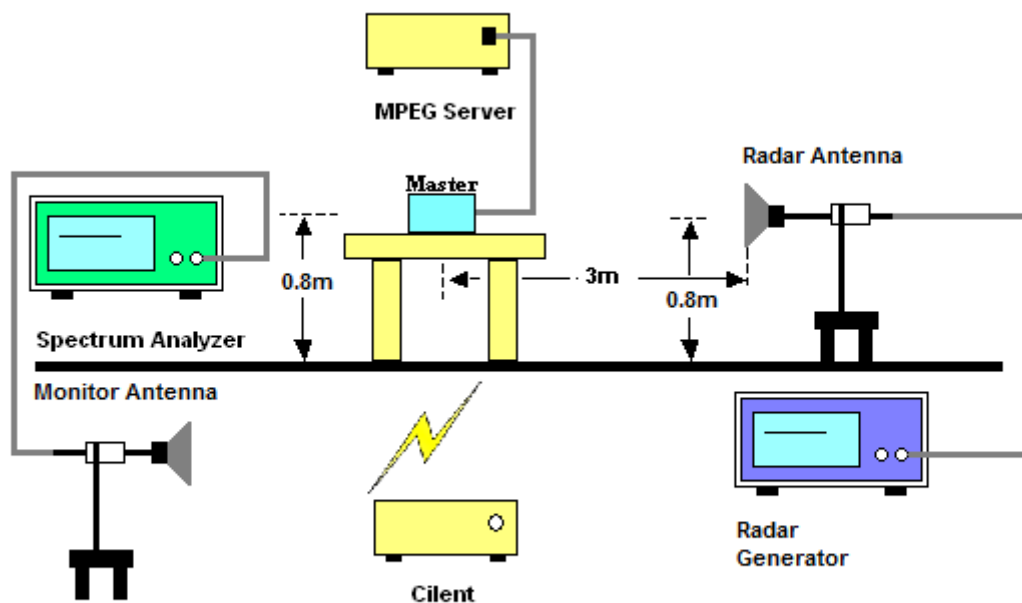 MPEG Server
Radar Antenna
Master
0.8m
3m
0.8m
Spectrum Analyzer
Monitor Antenna
Radar
Generator
Cilent